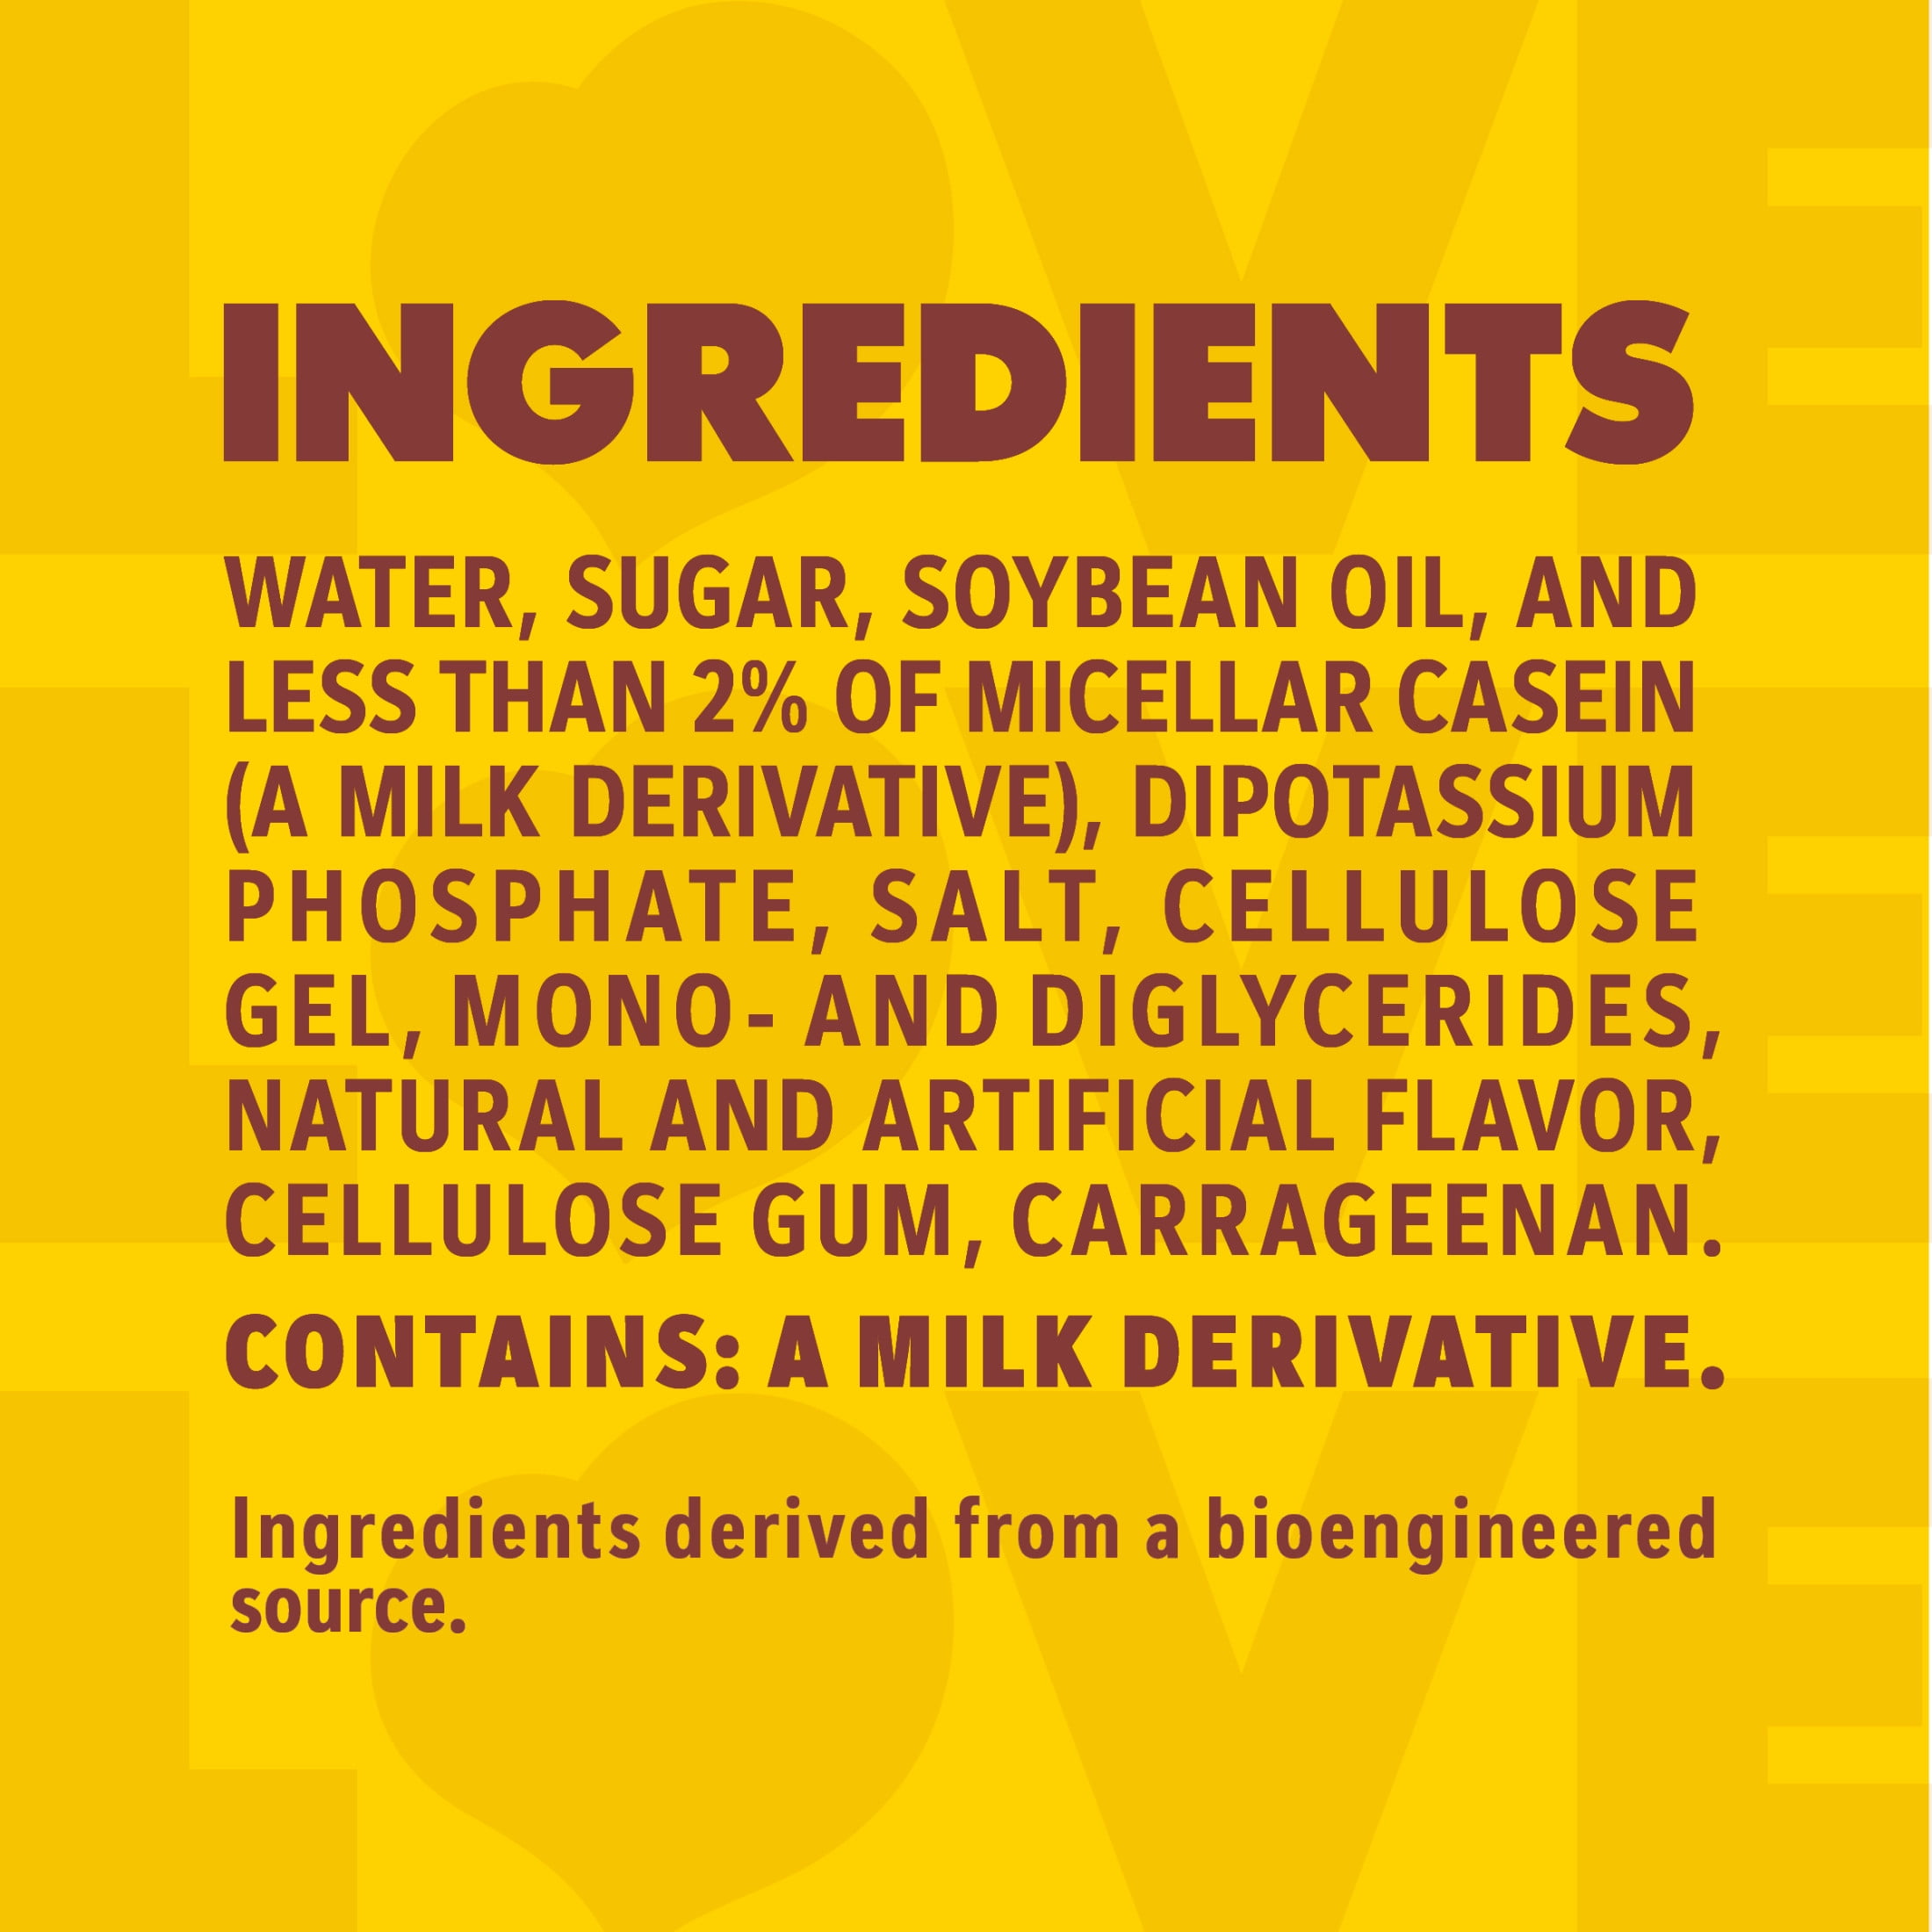 INGREDIENTS
WATER, SUGAR, SOYBEAN OIL, AND
LESS THAN 2% OF MICELLAR CASEIN
(A MILK DERIVATIVE), DIPOTASSIUM
PHOSPHATE, SALT, CELLULOSE
GEL, MONO- AND DIGLYCERIDES,
NATURAL AND ARTIFICIAL FLAVOR,
CELLULOSE GUM, CARRAGEENAN.
CONTAINS: A MILK DERIVATIVE.
Ingredients derived from a bioengineered
source.